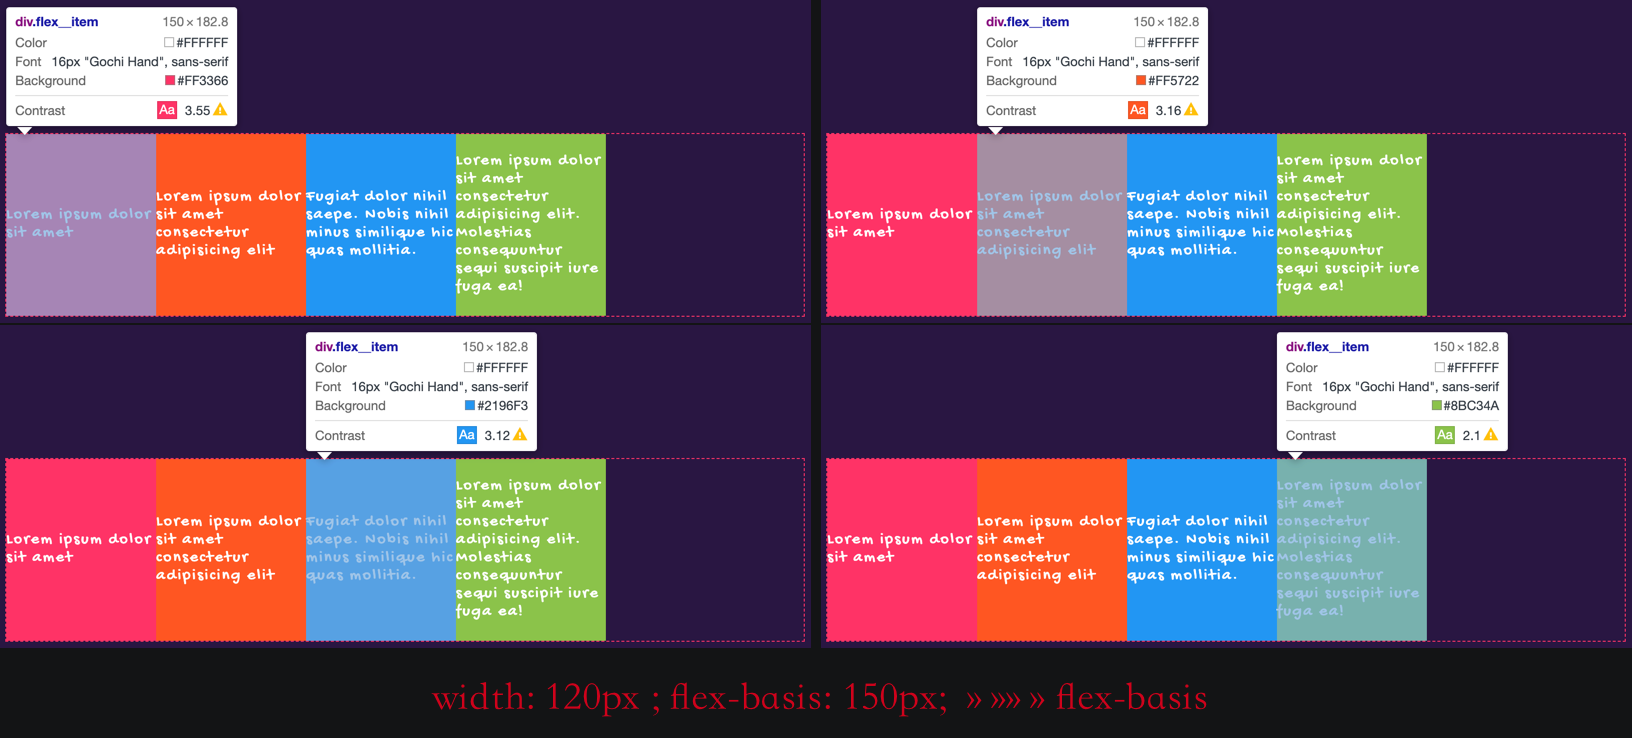 div.flex__item 150 × 182.8
Color #FFFFFF
Font 16px "Gochi Hand", sans-serif
Background #FF3366
Contrast Aa 3.55
Lorem ipsum dolor
sit amet
Lorem ipsum dolor
sit amet
consectetur
adipisicing elit
Fugiat dolor nihil
saepe. Nobis nihil
minus similique hic
quas mollitia.
Lorem ipsum dolor
sit amet
consectetur
adipisicing elit.
Molestias
consequuntur
sequi suscipit iure
fuga ea!
div.flex__item 150 × 182.8
Color #FFFFFF
Font 16px "Gochi Hand", sans-serif
Background #FF5722
Contrast Aa 3.16
Lorem ipsum dolor
sit amet
Lorem ipsum dolor
sit amet
consectetur
adipisicing elit
Fugiat dolor nihil
saepe. Nobis nihil
minus similique hic
quas mollitia.
Lorem ipsum dolor
sit amet
consectetur
adipisicing elit.
Molestias
consequuntur
sequi suscipit iure
fuga ea!
div.flex__item 150 × 182.8
Color #FFFFFF
Font 16px "Gochi Hand", sans-serif
Background #2196F3
Contrast Aa 3.12
Lorem ipsum dolor
sit amet
Lorem ipsum dolor
sit amet
consectetur
adipisicing elit
Fugiat dolor nihil
saepe. Nobis nihil
minus similique hic
quas mollitia.
Lorem ipsum dolor
sit amet
consectetur
adipisicing elit.
Molestias
consequuntur
sequi suscipit iure
fuga ea!
div.flex__item 150 × 182.8
Color #FFFFFF
Font 16px "Gochi Hand", sans-serif
Background #8BC34A
Contrast Aa 2.1
Lorem ipsum dolor
sit amet
Lorem ipsum dolor
sit amet
consectetur
adipisicing elit
Fugiat dolor nihil
saepe. Nobis nihil
minus similique hic
quas mollitia.
Lorem ipsum dolor
sit amet
consectetur
adipisicing elit.
Molestias
consequuntur
sequi suscipit iure
fuga ea!
width: 120px ; flex-basis: 150px; » »» » flex-basis